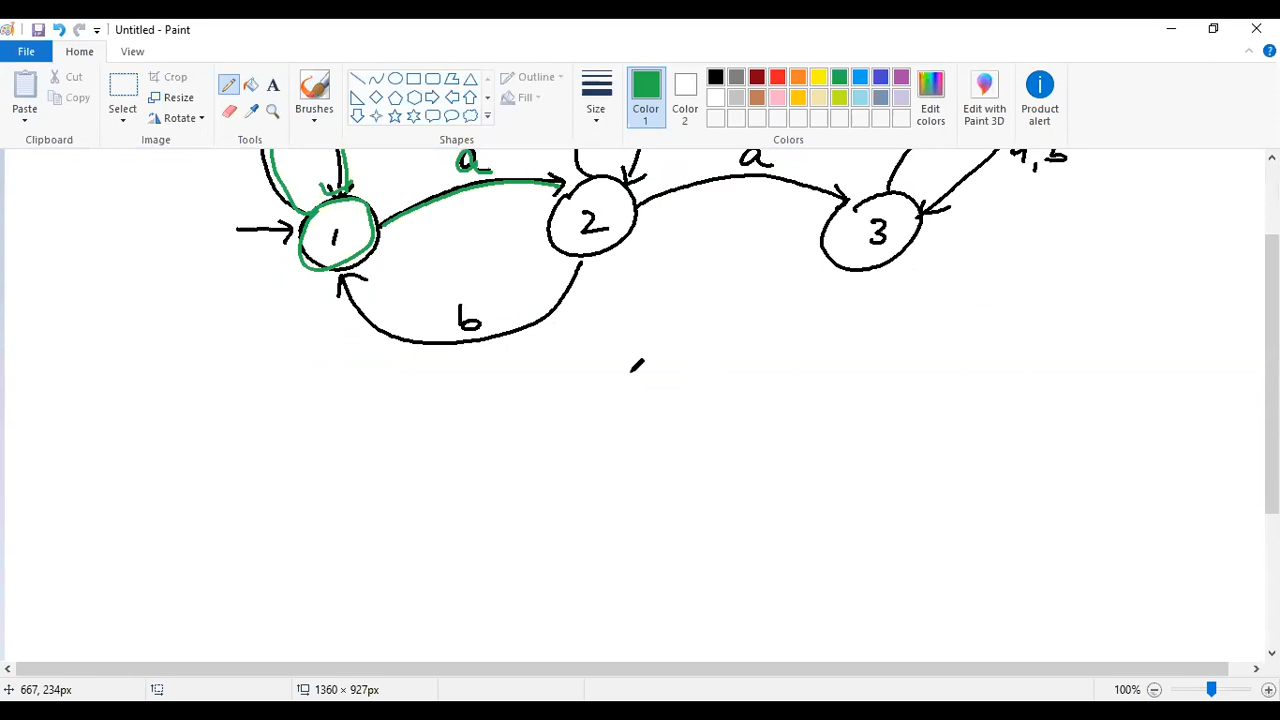 Untitled - Paint
File Home View
Paste
Cut
Copy
Clipboard
Select
Crop
Resize
Rotate
Image
Tools
Brushes
Shapes
Outline
Fill
Size
Color 1
Color 2
Colors
Edit colors
Edit with Paint 3D
Product alert
a
a
a, b
1
2
3
b
667, 234px
1360 × 927px
100%